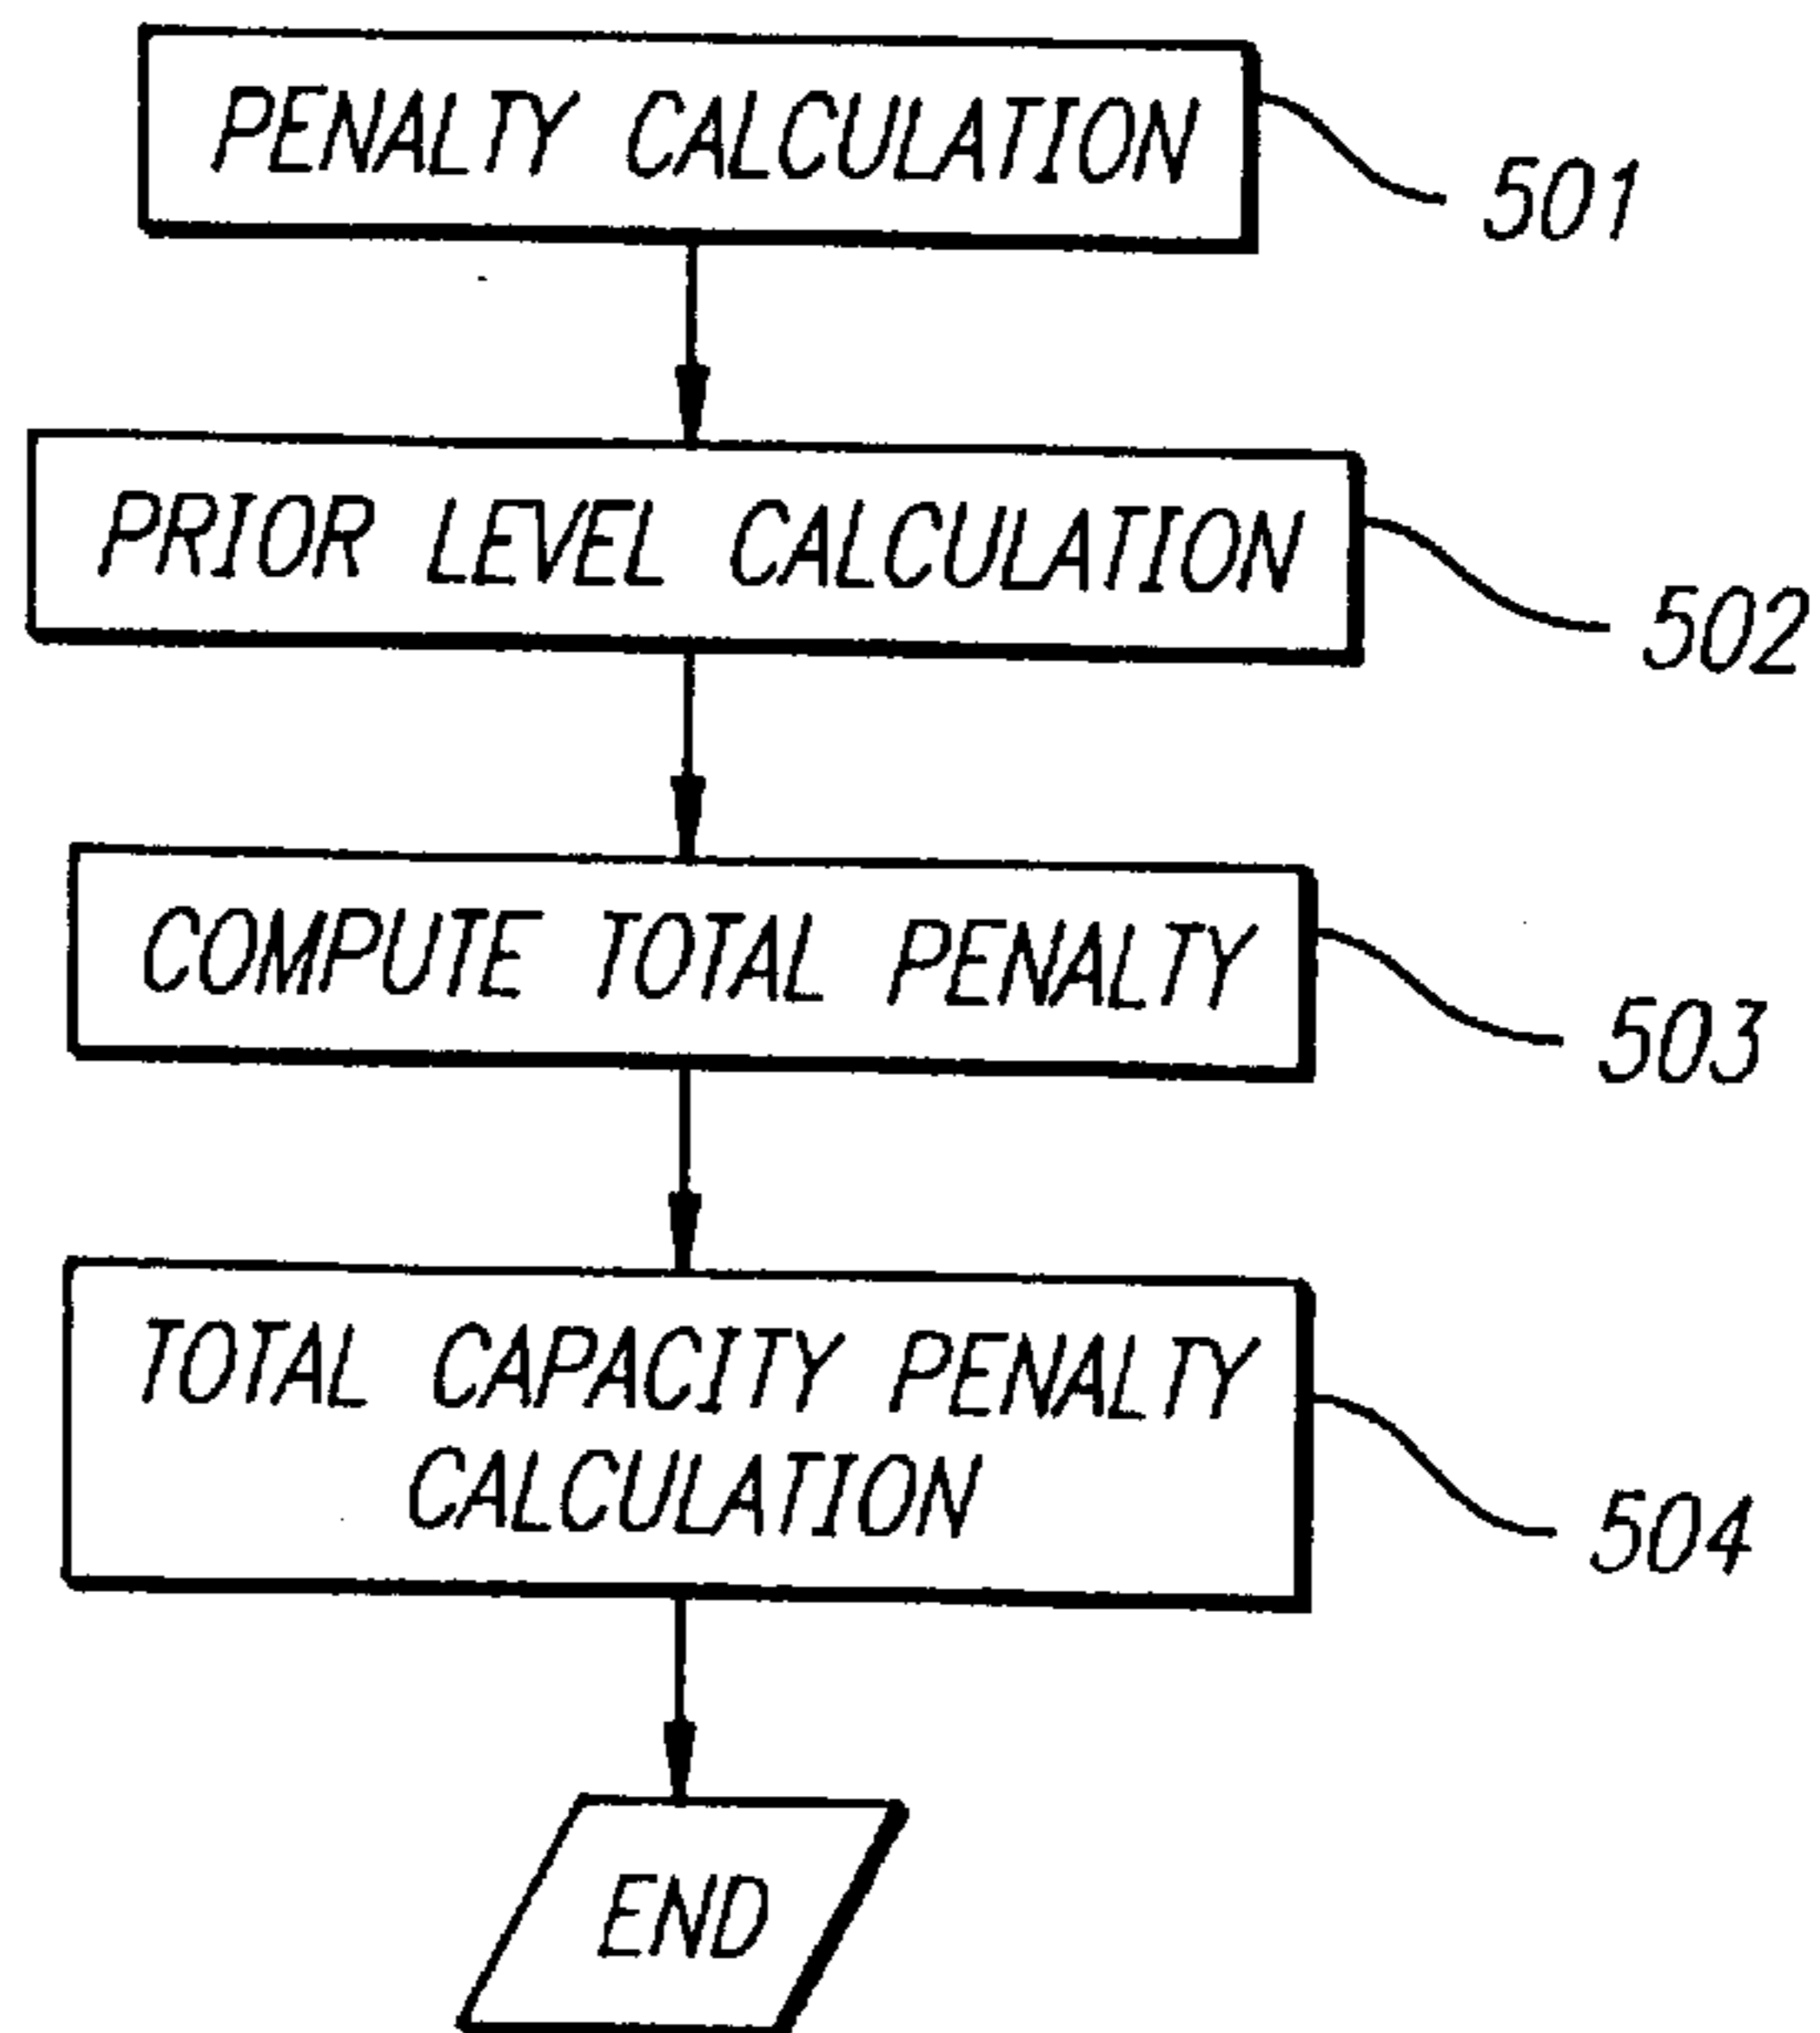 PENALTY CALCULATION
501
PRIOR LEVEL CALCULATION
502
COMPUTE TOTAL PENALTY
503
TOTAL CAPACITY PENALTY
CALCULATION
504
END